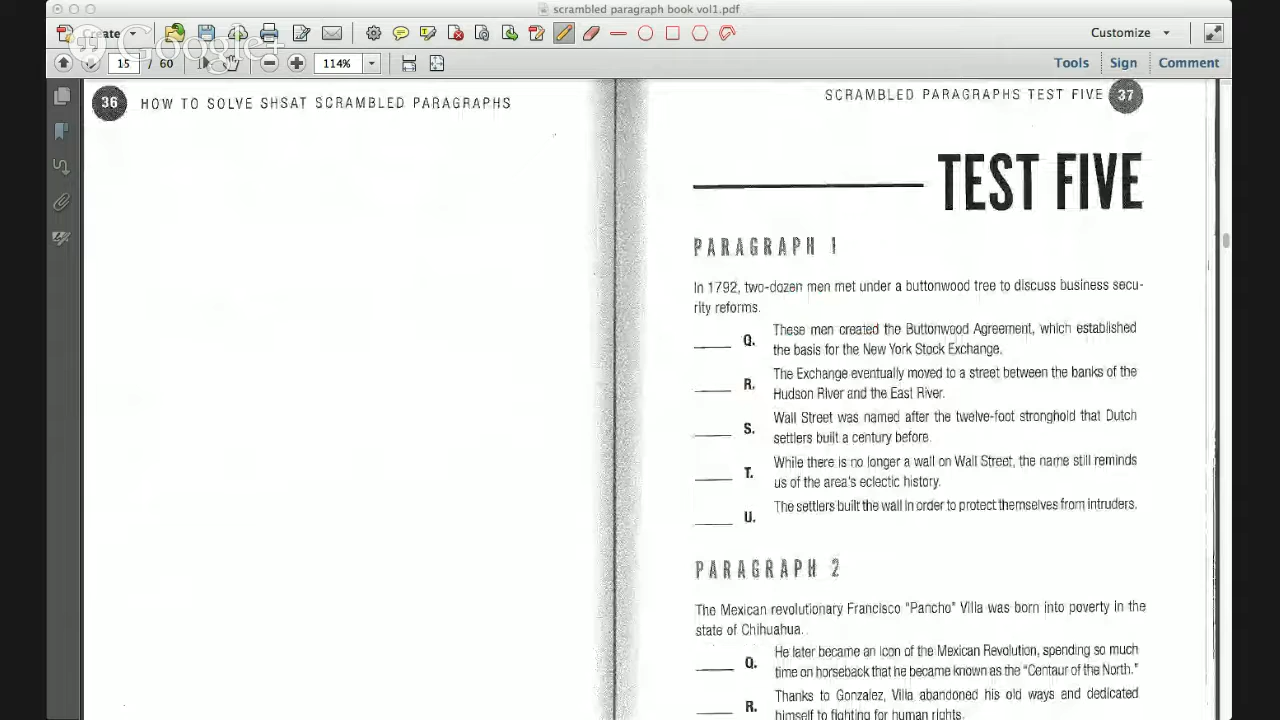 scrambled paragraph book vol1.pdf
Create
Google+
Customize
15 / 60
114%
Tools
Sign
Comment
36 HOW TO SOLVE SHSAT SCRAMBLED PARAGRAPHS
SCRAMBLED PARAGRAPHS TEST FIVE 37
TEST FIVE
PARAGRAPH 1
In 1792, two-dozen men met under a buttonwood tree to discuss business secu-
rity reforms.
Q. These men created the Buttonwood Agreement, which established
the basis for the New York Stock Exchange.
R. The Exchange eventually moved to a street between the banks of the
Hudson River and the East River.
S. Wall Street was named after the twelve-foot stronghold that Dutch
settlers built a century before.
T. While there is no longer a wall on Wall Street, the name still reminds
us of the area's eclectic history.
U. The settlers built the wall in order to protect themselves from intruders.
PARAGRAPH 2
The Mexican revolutionary Francisco "Pancho" Villa was born into poverty in the
state of Chihuahua.
Q. He later became an icon of the Mexican Revolution, spending so much
time on horseback that he became known as the "Centaur of the North."
R. Thanks to Gonzalez, Villa abandoned his old ways and dedicated
himself to fighting for human rights.